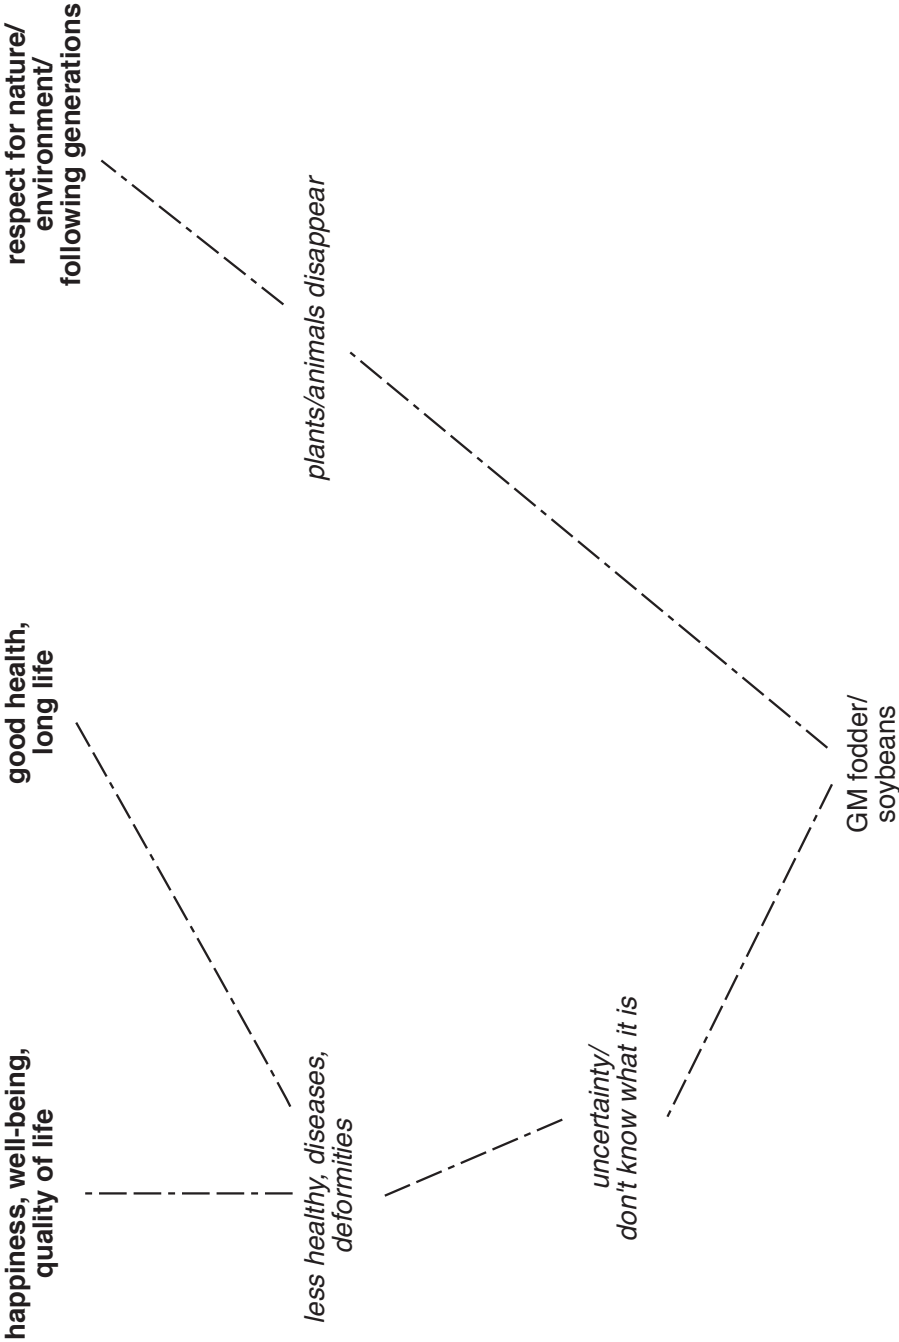 happiness, well-being,
quality of life
good health,
long life
respect for nature/
environment/
following generations
less healthy, diseases,
deformities
plants/animals disappear
uncertainty/
don't know what it is
GM fodder/
soybeans